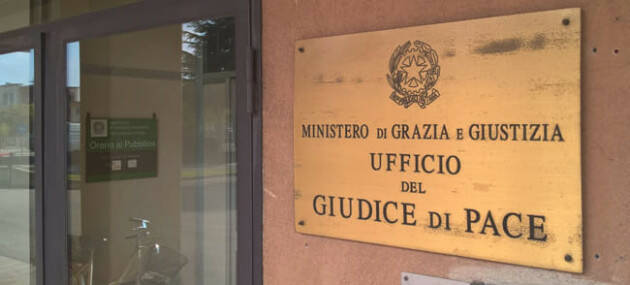 Orario al Pubblico
MINISTERO DI GRAZIA E GIUSTIZIA
UFFICIO
DEL
GIUDICE DI PACE